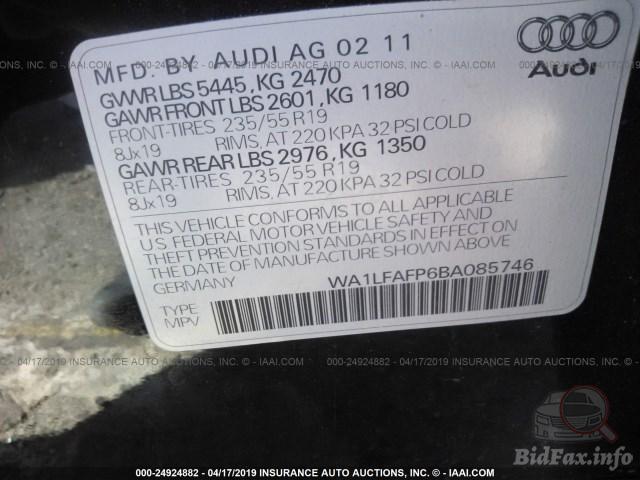 MFD. BY AUDI AG 02 11
GVWR LBS 5445, KG 2470
GAWR FRONT LBS 2601, KG 1180
FRONT-TIRES 235/55 R19
8Jx19 RIMS, AT 220 KPA 32 PSI COLD
GAWR REAR LBS 2976, KG 1350
REAR-TIRES 235/55 R19
8Jx19 RIMS, AT 220 KPA 32 PSI COLD
THIS VEHICLE CONFORMS TO ALL APPLICABLE
U.S. FEDERAL MOTOR VEHICLE SAFETY AND
THEFT PREVENTION STANDARDS IN EFFECT ON
THE DATE OF MANUFACTURE SHOWN ABOVE
GERMANY WA1LFAFP6BA085746
TYPE
MPV
Audi
000-24924882 - 04/17/2019 INSURANCE AUTO AUCTIONS, INC. © - IAAI.COM
BidFax.info